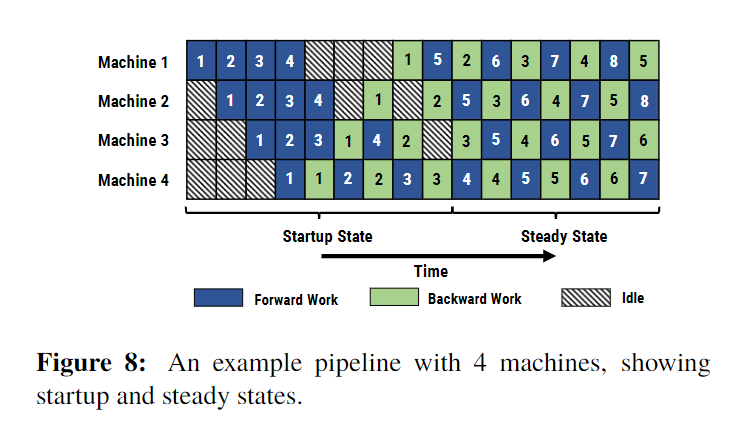 Machine 1 1 2 3 4 1 5 2 6 3 7 4 8 5
Machine 2 1 2 3 4 1 2 5 3 6 4 7 5 8
Machine 3 1 2 3 1 4 2 3 5 4 6 5 7 6
Machine 4 1 1 2 2 3 3 4 4 5 5 6 6 7
Startup State Steady State
Time
Forward Work Backward Work Idle
Figure 8: An example pipeline with 4 machines, showing
startup and steady states.